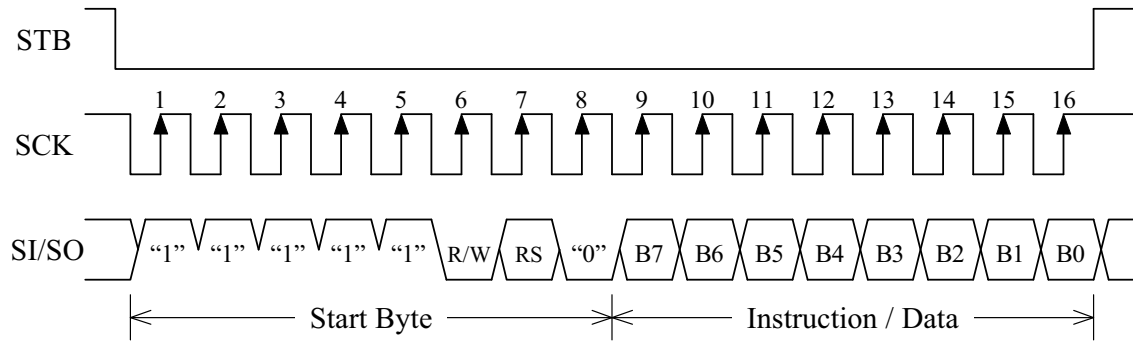 STB
1 2 3 4 5 6 7 8 9 10 11 12 13 14 15 16
SCK
SI/SO “1” “1” “1” “1” “1” R/W RS “0” B7 B6 B5 B4 B3 B2 B1 B0
Start Byte Instruction / Data